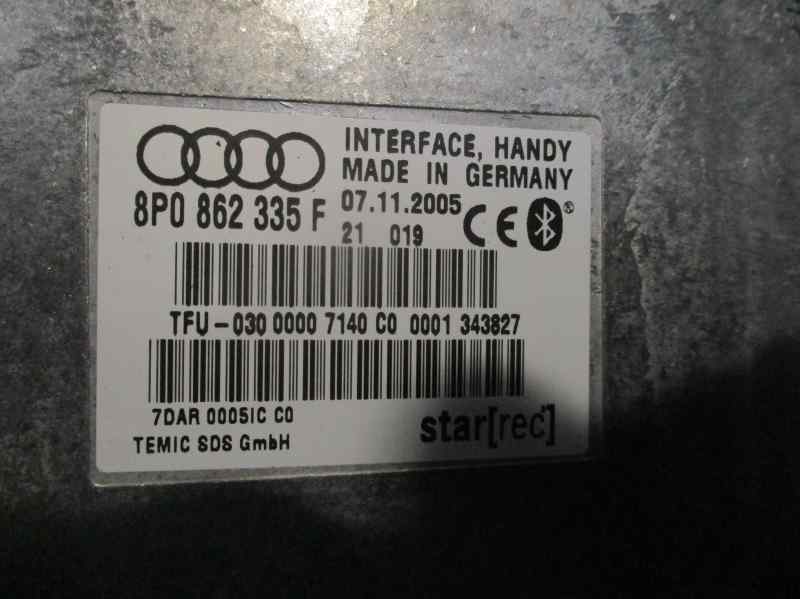 INTERFACE, HANDY
MADE IN GERMANY
8P0 862 335 F
07.11.2005
21 019
CE
TFU-030 0000 7140 C0 0001 343827
7DAR 0005IC C0
TEMIC SDS GmbH
star[rec]